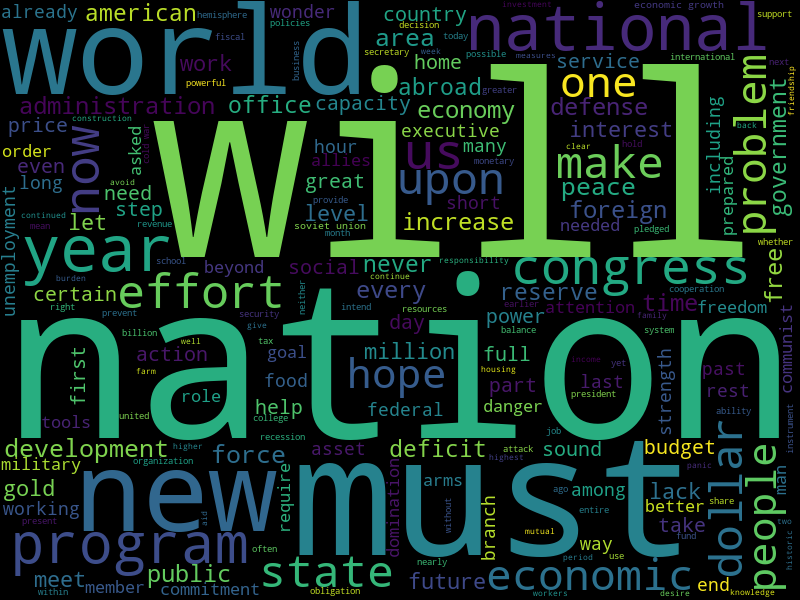 already american hemisphere wonder country policies decision investment national economic growth support
world fiscal business area secretary week today possible measures international next
work powerful home abroad service one problem greater friendship
administration office capacity economy defense
construction price now cold war asked hour executive us many interest make clear monetary hold including government back
order even allies upon peace prepared
long need great short foreign
unemployment step let level increase needed pledged
continued mean revenue avoid provide soviet union month will whether
year school beyond social never congress responsibility free
burden effort continue reserve attention time cooperation freedom
certain neither every resources power earlier family
right prevent billion security give day balance system communist
first action tax goal million full income yet past
farm well food hope housing part last rest
nation role president strength
tools united college help federal danger job ability instrument
development higher recession asset deficit attack sound budget panic
military organization force highest man
gold require arms among lack
working new must domination without branch ago entire better share dollar people two
present aid often mutual way take fund historic
program public nearly period use
meet member commitment state future economic end
within obligation workers desire knowledge